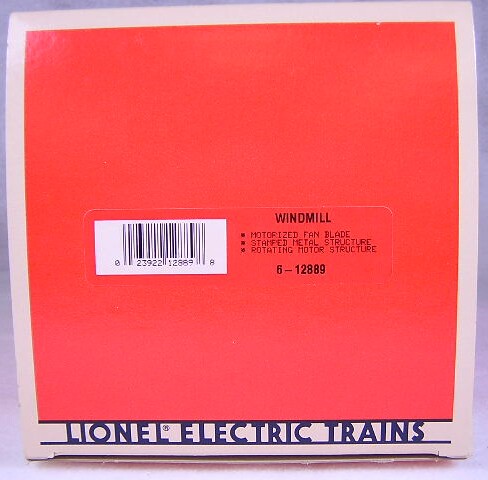 WINDMILL
* MOTORIZED FAN BLADE
* STAMPED METAL STRUCTURE
* ROTATING MOTOR STRUCTURE
6-12889
0 23922 12889 8
LIONEL® ELECTRIC TRAINS